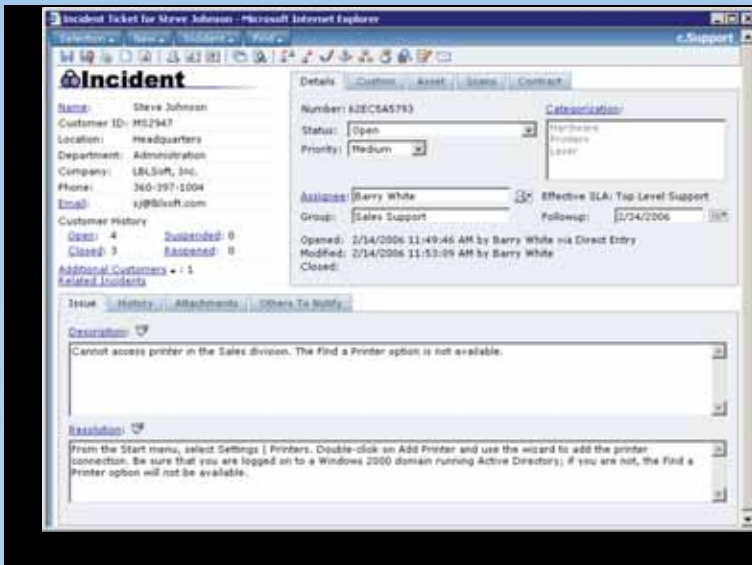 Incident Ticket for Steve Johnson - Microsoft Internet Explorer
Selection New Incident Find
c.Support
Incident
Name: Steve Johnson
Customer ID: MS2947
Location: Headquarters
Department: Administration
Company: LBLSoft, Inc.
Phone: 360-397-1004
Email: sj@lblsoft.com
Customer History
Open: 4 Suspended: 0
Closed: 3 Reopened: 0
Additional Customers : 1
Related Incidents
Details Custom Asset Scans Contract
Number: 62EC5A5793
Status: Open
Priority: Medium
Categorization:
Hardware
Printers
Laser
Assignee: Barry White
Effective SLA: Top Level Support
Group: Sales Support
Followup: 2/24/2006
Opened: 2/14/2006 11:49:46 AM by Barry White via Direct Entry
Modified: 2/14/2006 11:53:09 AM by Barry White
Closed:
Issue History Attachments Others To Notify
Description:
Cannot access printer in the Sales division. The Find a Printer option is not available.
Resolution:
From the Start menu, select Settings | Printers. Double-click on Add Printer and use the wizard to add the printer
connection. Be sure that you are logged on to a Windows 2000 domain running Active Directory; if you are not, the Find a
Printer option will not be available.